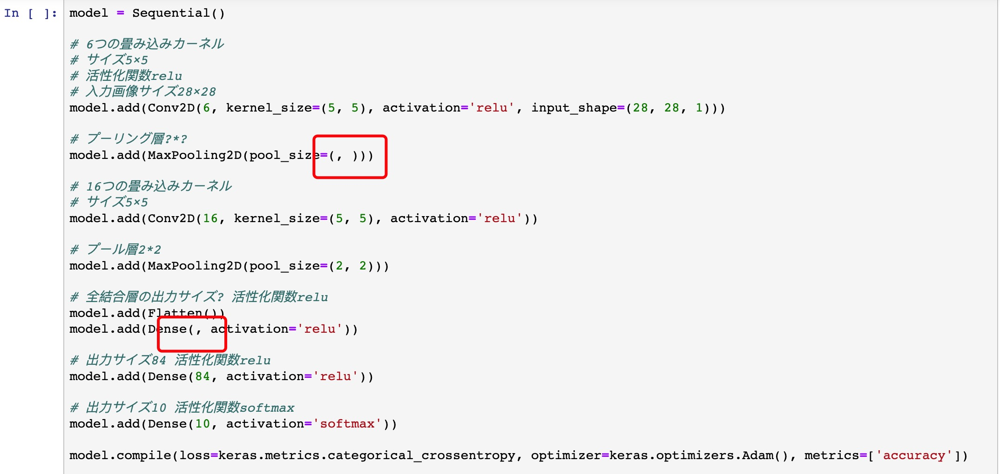 In [ ]:
model = Sequential()
# 6つの畳み込みカーネル
# サイズ5×5
# 活性化関数relu
# 入力画像サイズ28×28
model.add(Conv2D(6, kernel_size=(5, 5), activation='relu', input_shape=(28, 28, 1)))
# プーリング層?*?
model.add(MaxPooling2D(pool_size=(, )))
# 16つの畳み込みカーネル
# サイズ5×5
model.add(Conv2D(16, kernel_size=(5, 5), activation='relu'))
# プール層2*2
model.add(MaxPooling2D(pool_size=(2, 2)))
# 全結合層の出力サイズ? 活性化関数relu
model.add(Flatten())
model.add(Dense(, activation='relu'))
# 出力サイズ84 活性化関数relu
model.add(Dense(84, activation='relu'))
# 出力サイズ10 活性化関数softmax
model.add(Dense(10, activation='softmax'))
model.compile(loss=keras.metrics.categorical_crossentropy, optimizer=keras.optimizers.Adam(), metrics=['accuracy'])